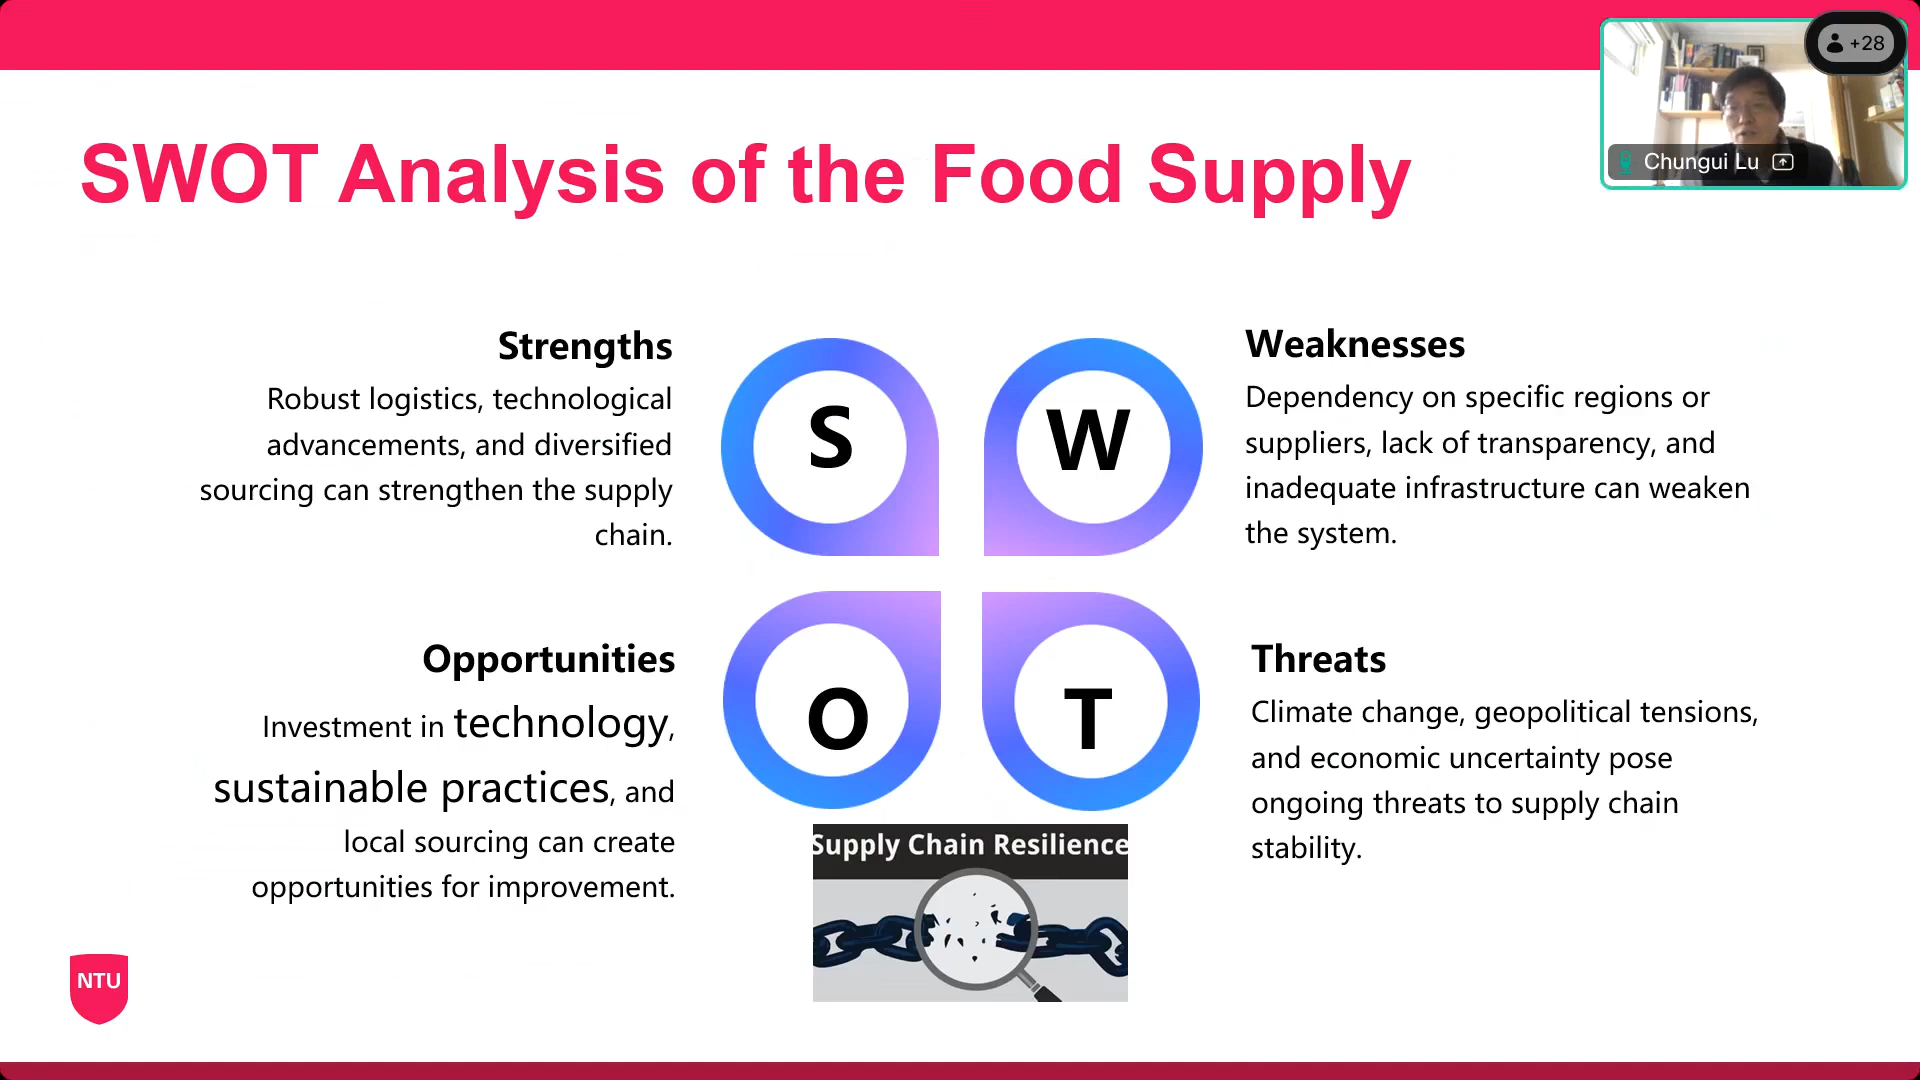 +28
Chungui Lu
SWOT Analysis of the Food Supply
Strengths
Robust logistics, technological
advancements, and diversified
sourcing can strengthen the supply
chain.
S
W
Weaknesses
Dependency on specific regions or
suppliers, lack of transparency, and
inadequate infrastructure can weaken
the system.
Opportunities
Investment in technology,
sustainable practices, and
local sourcing can create
opportunities for improvement.
O
T
Threats
Climate change, geopolitical tensions,
and economic uncertainty pose
ongoing threats to supply chain
stability.
Supply Chain Resilience
NTU